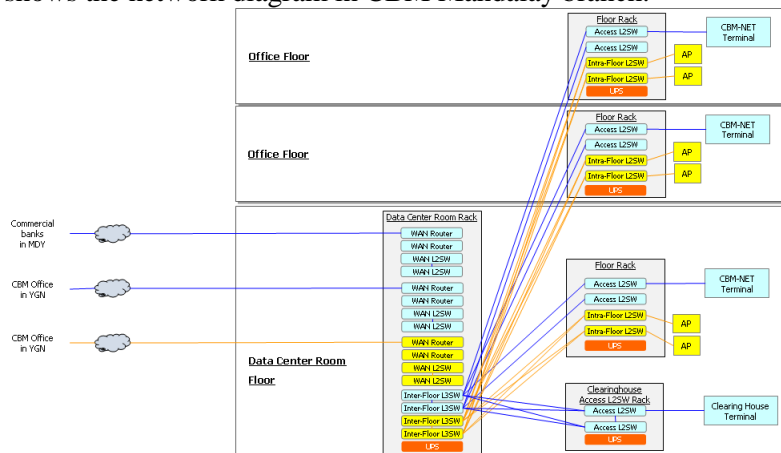 shows the network diagram in CBM Mandalay branch.
Floor Rack
Access L2SW
Access L2SW
Intra-Floor L2SW
Intra-Floor L2SW
UPS
CBM-NET
Terminal
AP
AP
Office Floor
Floor Rack
Access L2SW
Access L2SW
Intra-Floor L2SW
Intra-Floor L2SW
UPS
CBM-NET
Terminal
AP
AP
Office Floor
Commercial
banks
in MDY
CBM Office
in YGN
CBM Office
in YGN
Data Center Room Rack
WAN Router
WAN Router
WAN L2SW
WAN L2SW
WAN Router
WAN Router
WAN L2SW
WAN L2SW
WAN Router
WAN Router
WAN L2SW
WAN L2SW
Inter-Floor L3SW
Inter-Floor L3SW
Inter-Floor L3SW
Inter-Floor L3SW
UPS
Data Center Room
Floor
Floor Rack
Access L2SW
Access L2SW
Intra-Floor L2SW
Intra-Floor L2SW
UPS
CBM-NET
Terminal
AP
AP
Clearinghouse
Access L2SW Rack
Access L2SW
Access L2SW
UPS
Clearing House
Terminal